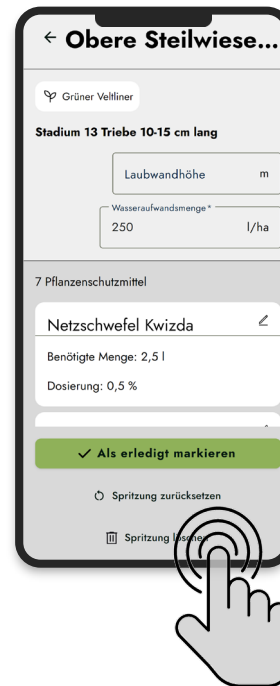 Obere Steilwiese...
Grüner Veltliner
Stadium 13 Triebe 10-15 cm lang
Laubwandhöhe m
Wasseraufwandsmenge *
250 l/ha
7 Pflanzenschutzmittel
Netzschwefel Kwizda
Benötigte Menge: 2,5 l
Dosierung: 0,5 %
Als erledigt markieren
Spritzung zurücksetzen
Spritzung löschen